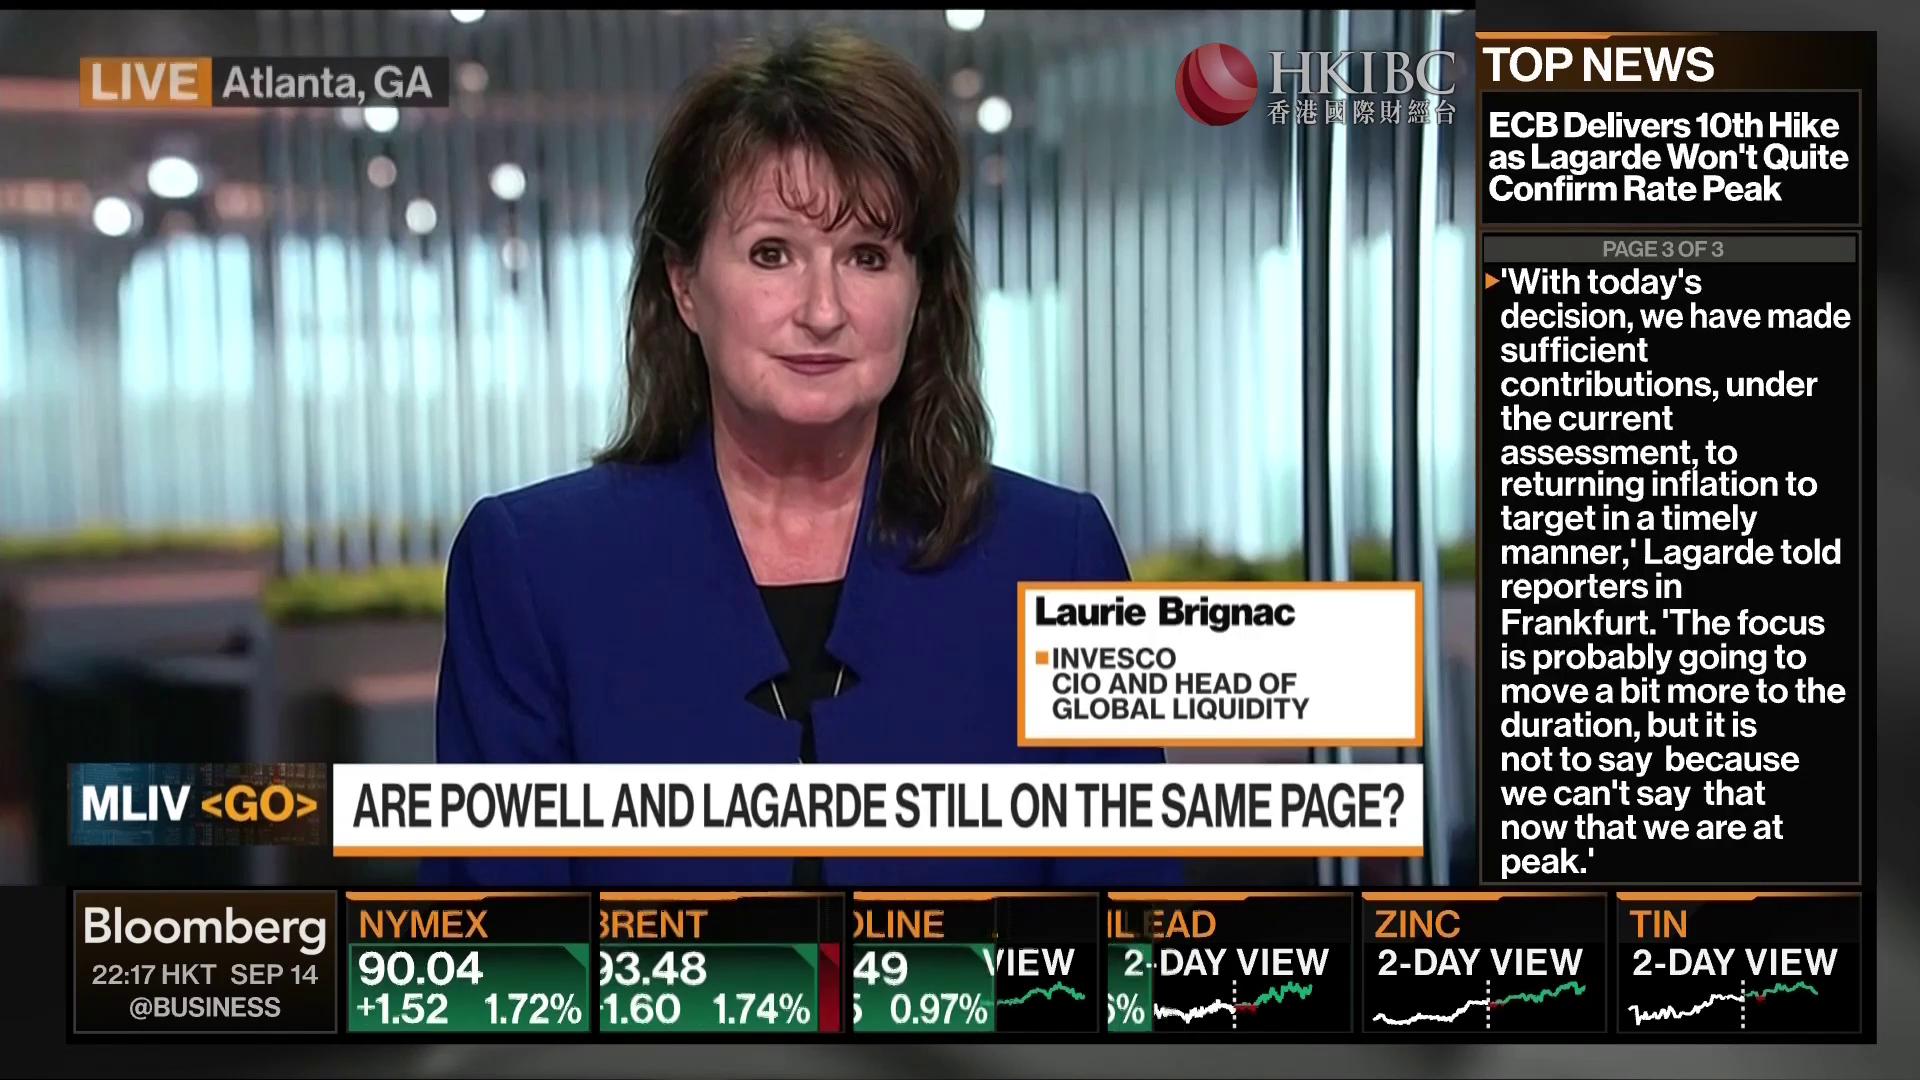 LIVE Atlanta, GA
HKIBC
香港國際財經台
TOP NEWS
ECB Delivers 10th Hike
as Lagarde Won't Quite
Confirm Rate Peak
PAGE 3 OF 3
'With today's
decision, we have made
sufficient
contributions, under
the current
assessment, to
returning inflation to
target in a timely
manner,' Lagarde told
reporters in
Frankfurt. 'The focus
is probably going to
move a bit more to the
duration, but it is
not to say because
we can't say that
now that we are at
peak.'
Laurie Brignac
INVESCO
CIO AND HEAD OF
GLOBAL LIQUIDITY
MLIV <GO>
ARE POWELL AND LAGARDE STILL ON THE SAME PAGE?
Bloomberg
22:17 HKT SEP 14
@BUSINESS
NYMEX
90.04
+1.52 1.72%
BRENT
93.48
1.60 1.74%
OLINE
49
0.97%
VIEW
6%
LEAD
2-DAY VIEW
ZINC
2-DAY VIEW
TIN
2-DAY VIEW